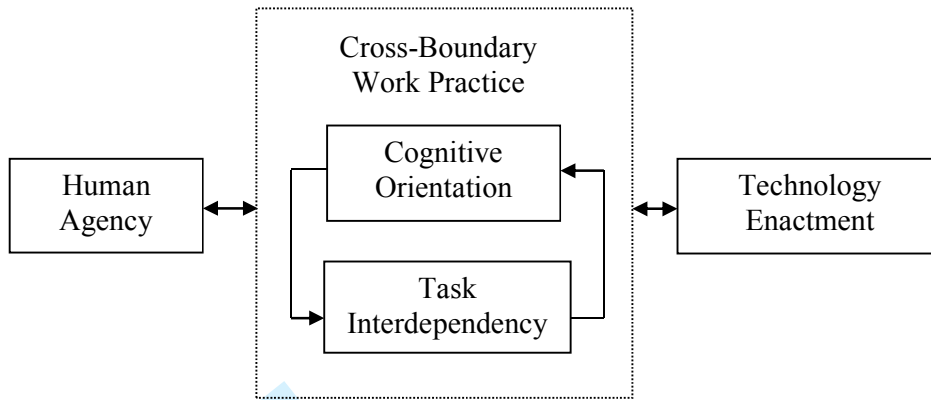 Cross-Boundary
Work Practice
Cognitive
Orientation
Human
Agency
Technology
Enactment
Task
Interdependency